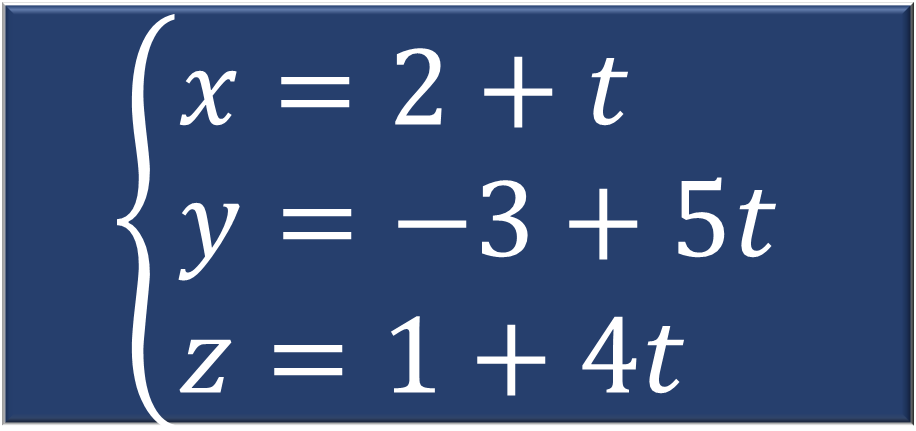 x = 2 + t
y = −3 + 5t
z = 1 + 4t